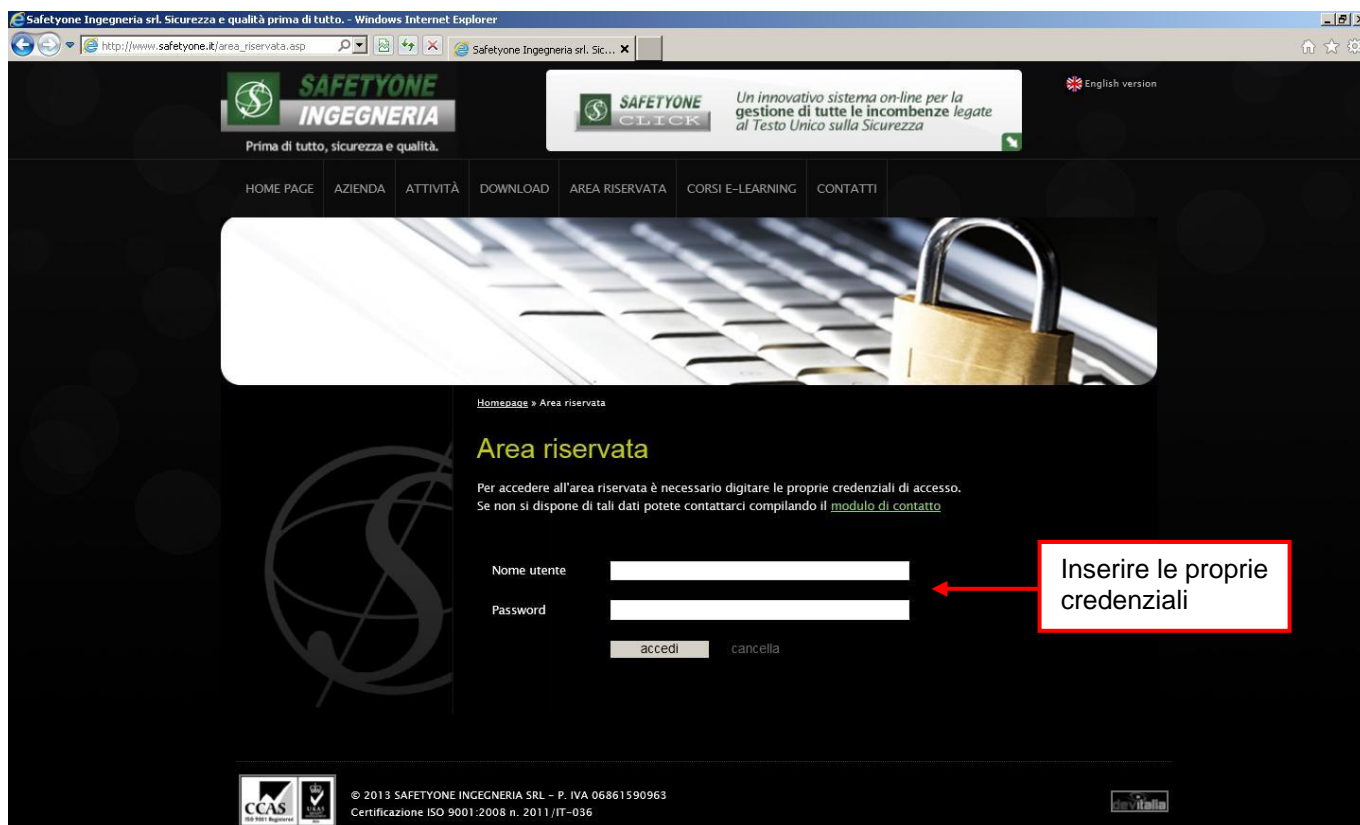 Safetyone Ingegneria srl. Sicurezza e qualità prima di tutto. - Windows Internet Explorer
http://www.safetyone.it/area_riservata.asp
Safetyone Ingegneria srl. Sic...
SAFETYONE
INGEGNERIA
Prima di tutto, sicurezza e qualità.
SAFETYONE
CLICK
Un innovativo sistema on-line per la
gestione di tutte le incombenze legate
al Testo Unico sulla Sicurezza
English version
HOME PAGE AZIENDA ATTIVITÀ DOWNLOAD AREA RISERVATA CORSI E-LEARNING CONTATTI
Homepage » Area riservata
Area riservata
Per accedere all'area riservata è necessario digitare le proprie credenziali di accesso.
Se non si dispone di tali dati potete contattarci compilando il modulo di contatto
Nome utente
Password
accedi cancella
Inserire le proprie
credenziali
CCAS
ISO 9001 Registered
UKAS
© 2013 SAFETYONE INGEGNERIA SRL - P. IVA 06861590963
Certificazione ISO 9001:2008 n. 2011/IT-036
devitalia